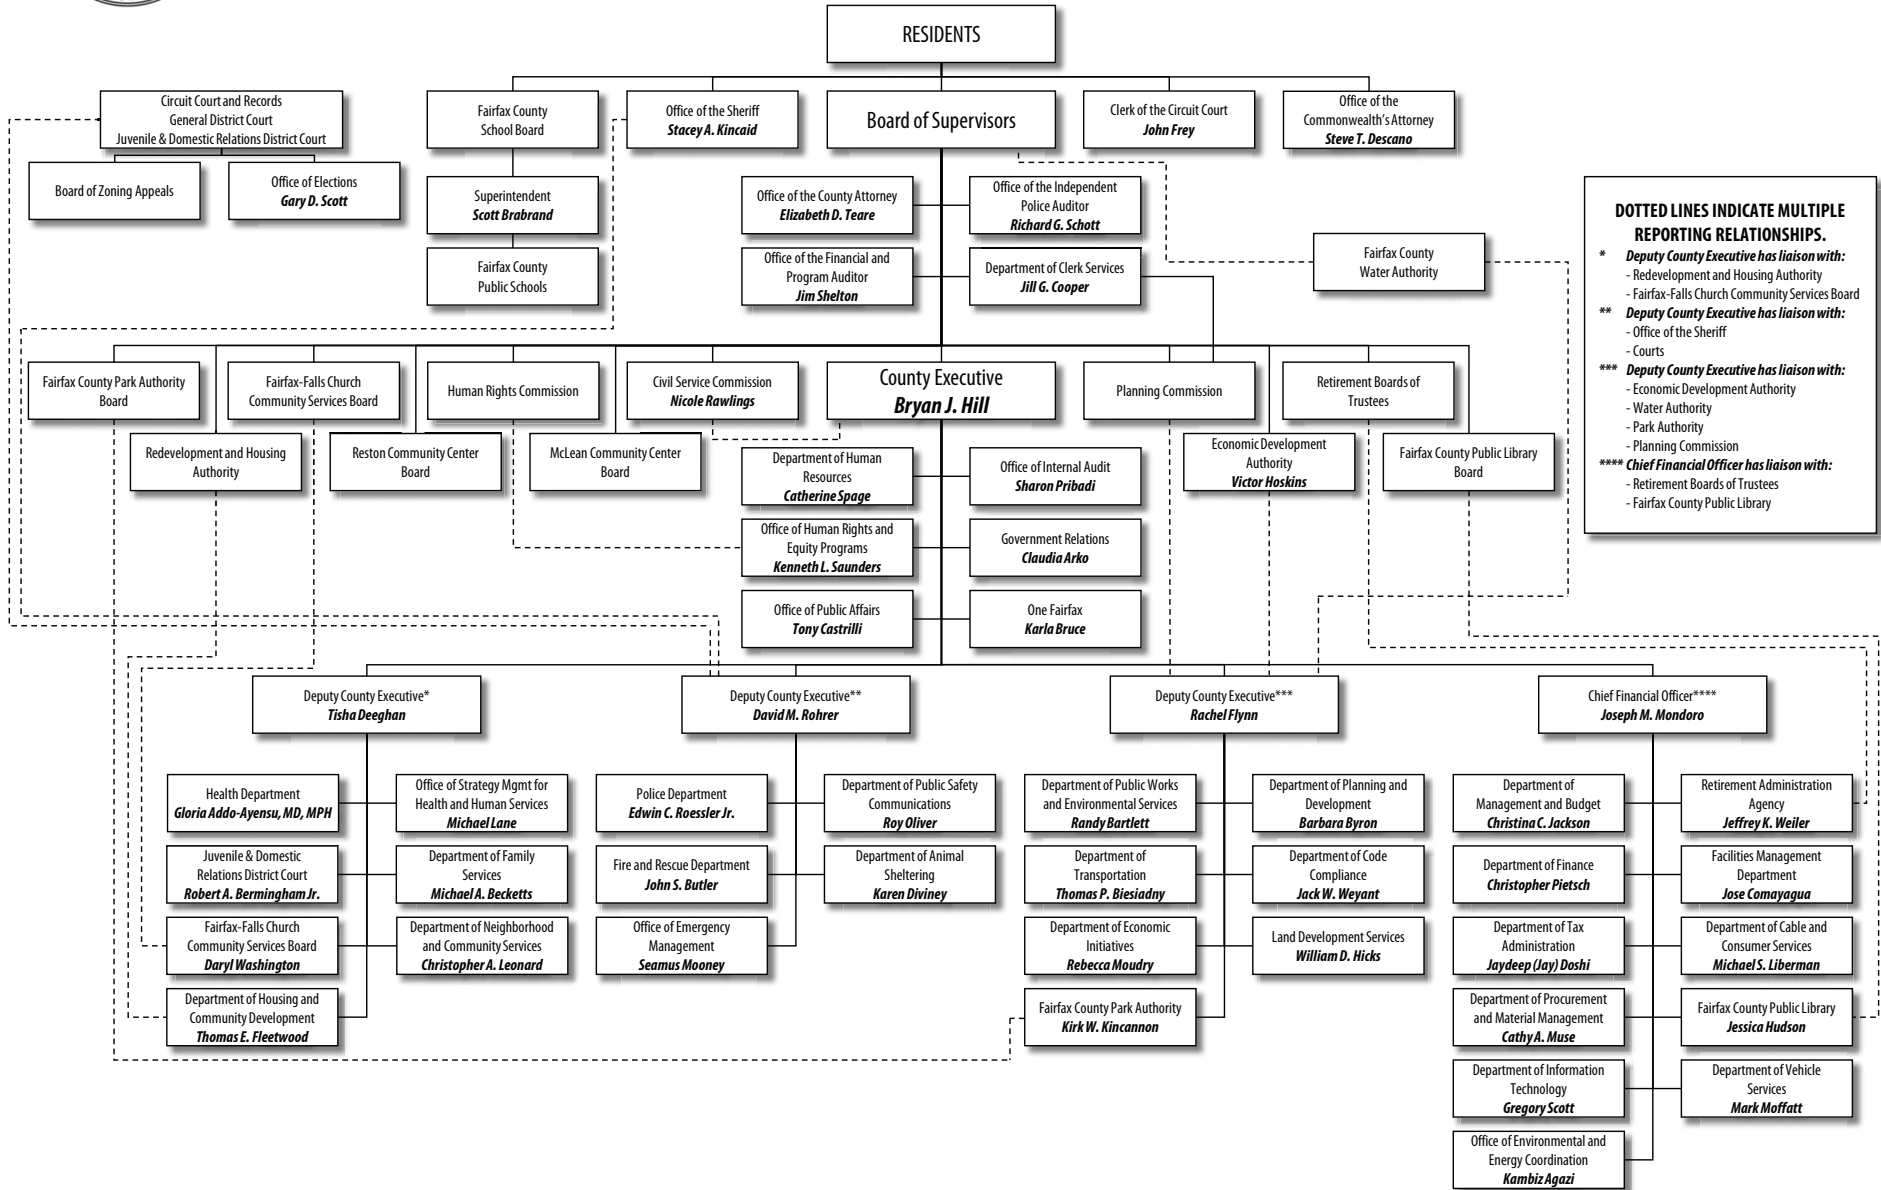 RESIDENTS
Circuit Court and Records
General District Court
Juvenile & Domestic Relations District Court
Fairfax County
School Board
Office of the Sheriff
Stacey A. Kincaid
Board of Supervisors
Clerk of the Circuit Court
John Frey
Office of the
Commonwealth's Attorney
Steve T. Descano
Board of Zoning Appeals
Office of Elections
Gary D. Scott
Superintendent
Scott Brabrand
Office of the County Attorney
Elizabeth D. Teare
Office of the Independent
Police Auditor
Richard G. Schott
Fairfax County
Public Schools
Office of the Financial and
Program Auditor
Jim Shelton
Department of Clerk Services
Jill G. Cooper
Fairfax County
Water Authority
DOTTED LINES INDICATE MULTIPLE
REPORTING RELATIONSHIPS.
* Deputy County Executive has liaison with:
- Redevelopment and Housing Authority
- Fairfax-Falls Church Community Services Board
** Deputy County Executive has liaison with:
- Office of the Sheriff
- Courts
*** Deputy County Executive has liaison with:
- Economic Development Authority
- Water Authority
- Park Authority
- Planning Commission
**** Chief Financial Officer has liaison with:
- Retirement Boards of Trustees
- Fairfax County Public Library
Fairfax County Park Authority
Board
Fairfax-Falls Church
Community Services Board
Human Rights Commission
Civil Service Commission
Nicole Rawlings
County Executive
Bryan J. Hill
Planning Commission
Retirement Boards of
Trustees
Redevelopment and Housing
Authority
Reston Community Center
Board
McLean Community Center
Board
Economic Development
Authority
Victor Hoskins
Fairfax County Public Library
Board
Department of Human
Resources
Catherine Spage
Office of Internal Audit
Sharon Pribadi
Office of Human Rights and
Equity Programs
Kenneth L. Saunders
Government Relations
Claudia Arko
Office of Public Affairs
Tony Castrilli
One Fairfax
Karla Bruce
Deputy County Executive*
Tisha Deeghan
Deputy County Executive**
David M. Rohrer
Deputy County Executive***
Rachel Flynn
Chief Financial Officer****
Joseph M. Mondoro
Health Department
Gloria Addo-Ayensu, MD, MPH
Office of Strategy Mgmt for
Health and Human Services
Michael Lane
Police Department
Edwin C. Roessler Jr.
Department of Public Safety
Communications
Roy Oliver
Department of Public Works
and Environmental Services
Randy Bartlett
Department of Planning and
Development
Barbara Byron
Department of
Management and Budget
Christina C. Jackson
Retirement Administration
Agency
Jeffrey K. Weiler
Juvenile & Domestic
Relations District Court
Robert A. Bermingham Jr.
Department of Family
Services
Michael A. Becketts
Fire and Rescue Department
John S. Butler
Department of Animal
Sheltering
Karen Diviney
Department of
Transportation
Thomas P. Biesiadny
Department of Code
Compliance
Jack W. Weyant
Department of Finance
Christopher Pietsch
Facilities Management
Department
Jose Comayagua
Fairfax-Falls Church
Community Services Board
Daryl Washington
Department of Neighborhood
and Community Services
Christopher A. Leonard
Office of Emergency
Management
Seamus Mooney
Department of Economic
Initiatives
Rebecca Moudry
Land Development Services
William D. Hicks
Department of Tax
Administration
Jaydeep (Jay) Doshi
Department of Cable and
Consumer Services
Michael S. Liberman
Department of Housing and
Community Development
Thomas E. Fleetwood
Fairfax County Park Authority
Kirk W. Kincannon
Department of Procurement
and Material Management
Cathy A. Muse
Fairfax County Public Library
Jessica Hudson
Department of Information
Technology
Gregory Scott
Department of Vehicle
Services
Mark Moffatt
Office of Environmental and
Energy Coordination
Kambiz Agazi